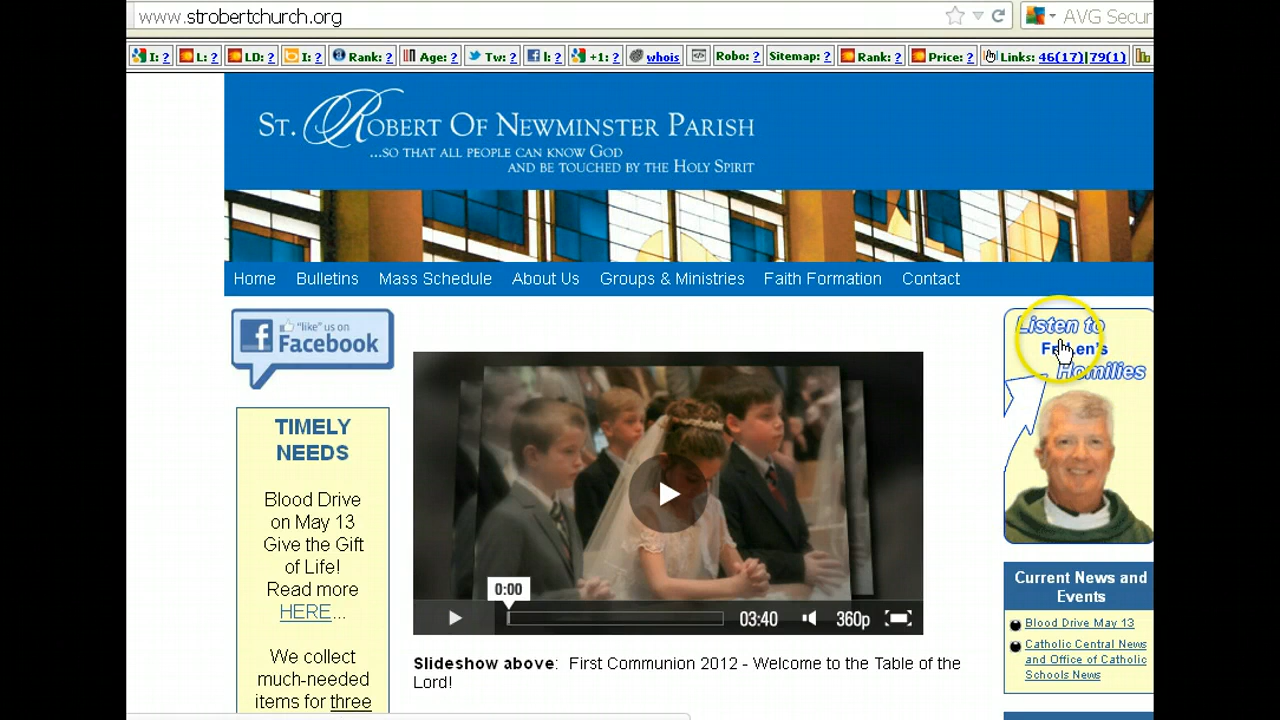 www.strobertchurch.org
AVG Secur
I: ? L: ? LD: ? I: ? Rank: ? Age: ? Tw: ? l: ? +1: ? whois Robo: ? Sitemap: ? Rank: ? Price: ? Links: 46(17)|79(1)
ST. ROBERT OF NEWMINSTER PARISH
...SO THAT ALL PEOPLE CAN KNOW GOD
AND BE TOUCHED BY THE HOLY SPIRIT
Home Bulletins Mass Schedule About Us Groups & Ministries Faith Formation Contact
"like" us on
Facebook
TIMELY
NEEDS
Blood Drive
on May 13
Give the Gift
of Life!
Read more
HERE...
We collect
much-needed
items for three
0:00
03:40 360p
Slideshow above: First Communion 2012 - Welcome to the Table of the
Lord!
Listen to
Homilies
Current News and
Events
Blood Drive May 13
Catholic Central News
and Office of Catholic
Schools News